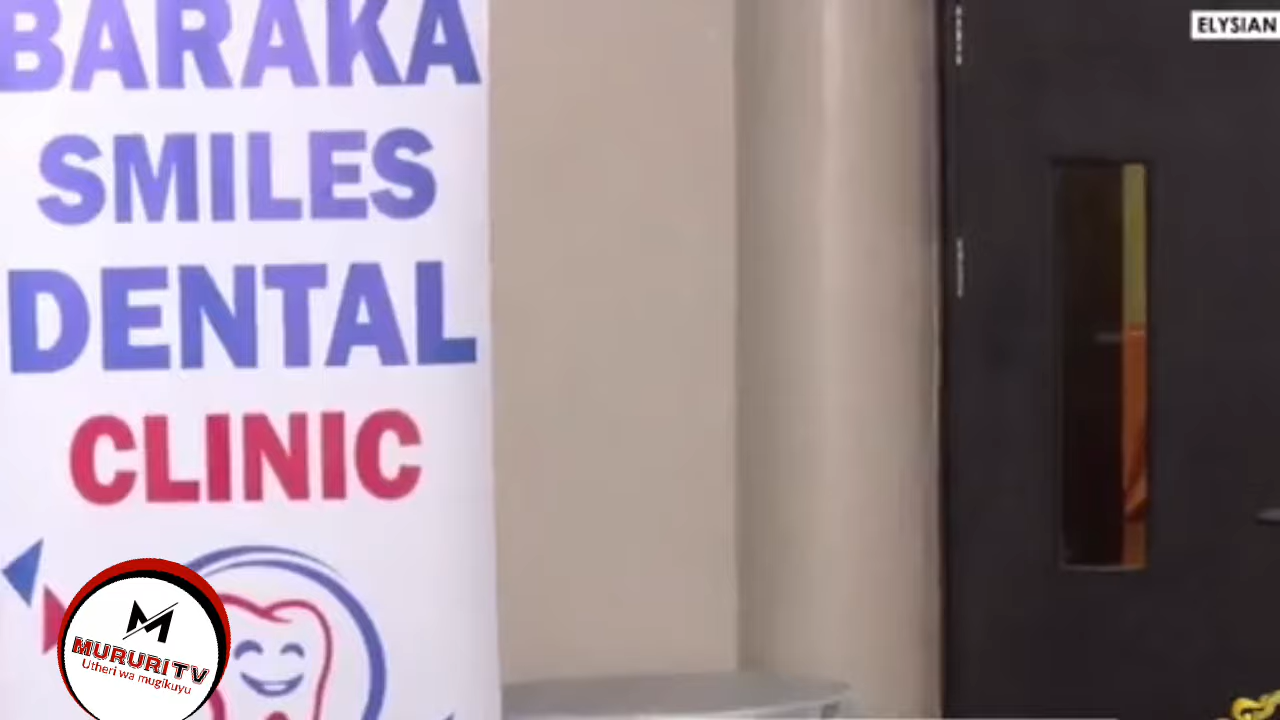 BARAKA
SMILES
DENTAL
CLINIC
ELYSIAN
M
MURURI TV
Utheri wa mugikuyu